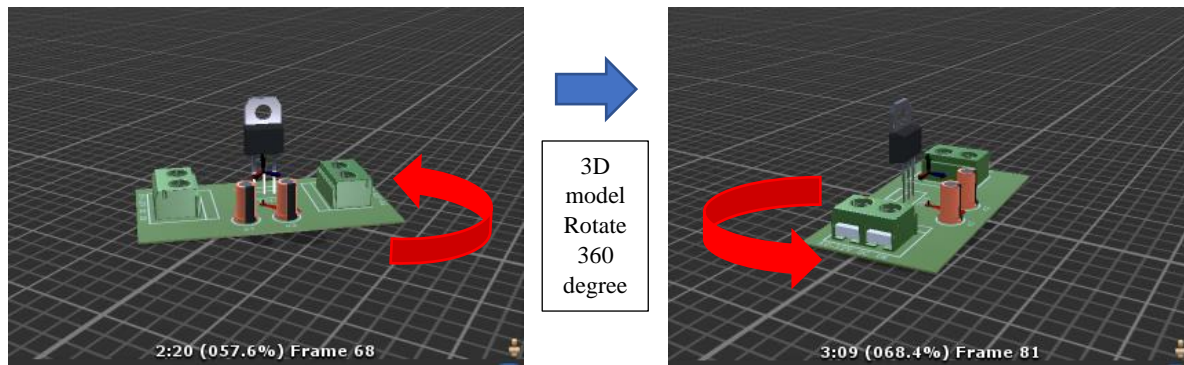 2:20 (057.6%) Frame 68
3D
model
Rotate
360
degree
3:09 (068.4%) Frame 81